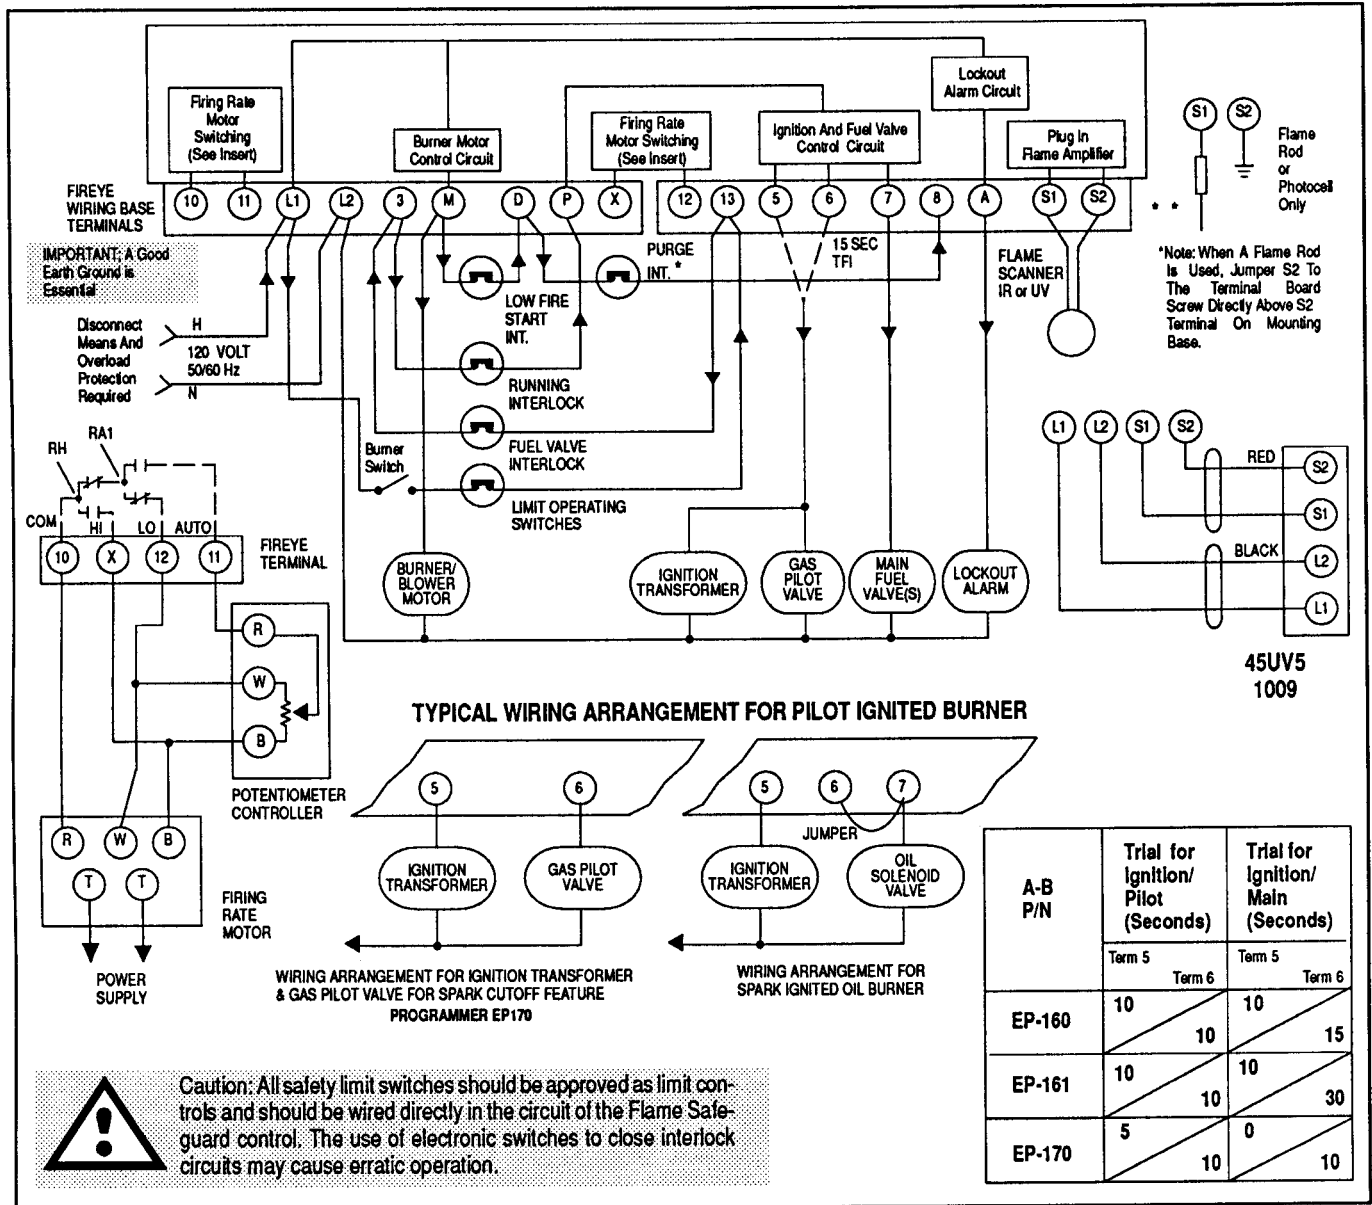 Firing Rate
Motor
Switching
(See Insert)
Burner Motor
Control Circuit
Firing Rate
Motor Switching
(See Insert)
Ignition And Fuel Valve
Control Circuit
Lockout
Alarm Circuit
Plug In
Flame Amplifier
S1 S2
Flame
Rod
or
Photocell
Only
* *
FIREYE
WIRING BASE
TERMINALS
10 11 L1 L2 3 M D P X 12 13 5 6 7 8 A S1 S2
IMPORTANT; A Good
Earth Ground is
Essential
PURGE
INT. *
15 SEC
TFI
FLAME
SCANNER
IR or UV
*Note: When A Flame Rod
Is Used, Jumper S2 To
The Terminal Board
Screw Directly Above S2
Terminal On Mounting
Base.
LOW FIRE
START
INT.
Disconnect
Means And
Overload
Protection
Required
H
120 VOLT
50/60 Hz
N
RUNNING
INTERLOCK
FUEL VALVE
INTERLOCK
Burner
Switch
LIMIT OPERATING
SWITCHES
RH
RA1
COM HI LO AUTO
10 X 12 11
FIREYE
TERMINAL
BURNER/
BLOWER
MOTOR
IGNITION
TRANSFORMER
GAS
PILOT
VALVE
MAIN
FUEL
VALVE(S)
LOCKOUT
ALARM
L1 L2 S1 S2
RED
S2
S1
BLACK
L2
L1
45UV5
1009
R
W
B
POTENTIOMETER
CONTROLLER
R W B
T T
FIRING
RATE
MOTOR
POWER
SUPPLY
TYPICAL WIRING ARRANGEMENT FOR PILOT IGNITED BURNER
5 6
IGNITION
TRANSFORMER
GAS PILOT
VALVE
WIRING ARRANGEMENT FOR IGNITION TRANSFORMER
& GAS PILOT VALVE FOR SPARK CUTOFF FEATURE
PROGRAMMER EP170
5 6 7
JUMPER
IGNITION
TRANSFORMER
OIL
SOLENOID
VALVE
WIRING ARRANGEMENT FOR
SPARK IGNITED OIL BURNER
A-B
P/N
Trial for
Ignition/
Pilot
(Seconds)
Trial for
Ignition/
Main
(Seconds)
Term 5 Term 6 Term 5 Term 6
EP-160 10 10 10 15
EP-161 10 10 10 30
EP-170 5 10 0 10
Caution: All safety limit switches should be approved as limit con-
trols and should be wired directly in the circuit of the Flame Safe-
guard control. The use of electronic switches to close interlock
circuits may cause erratic operation.